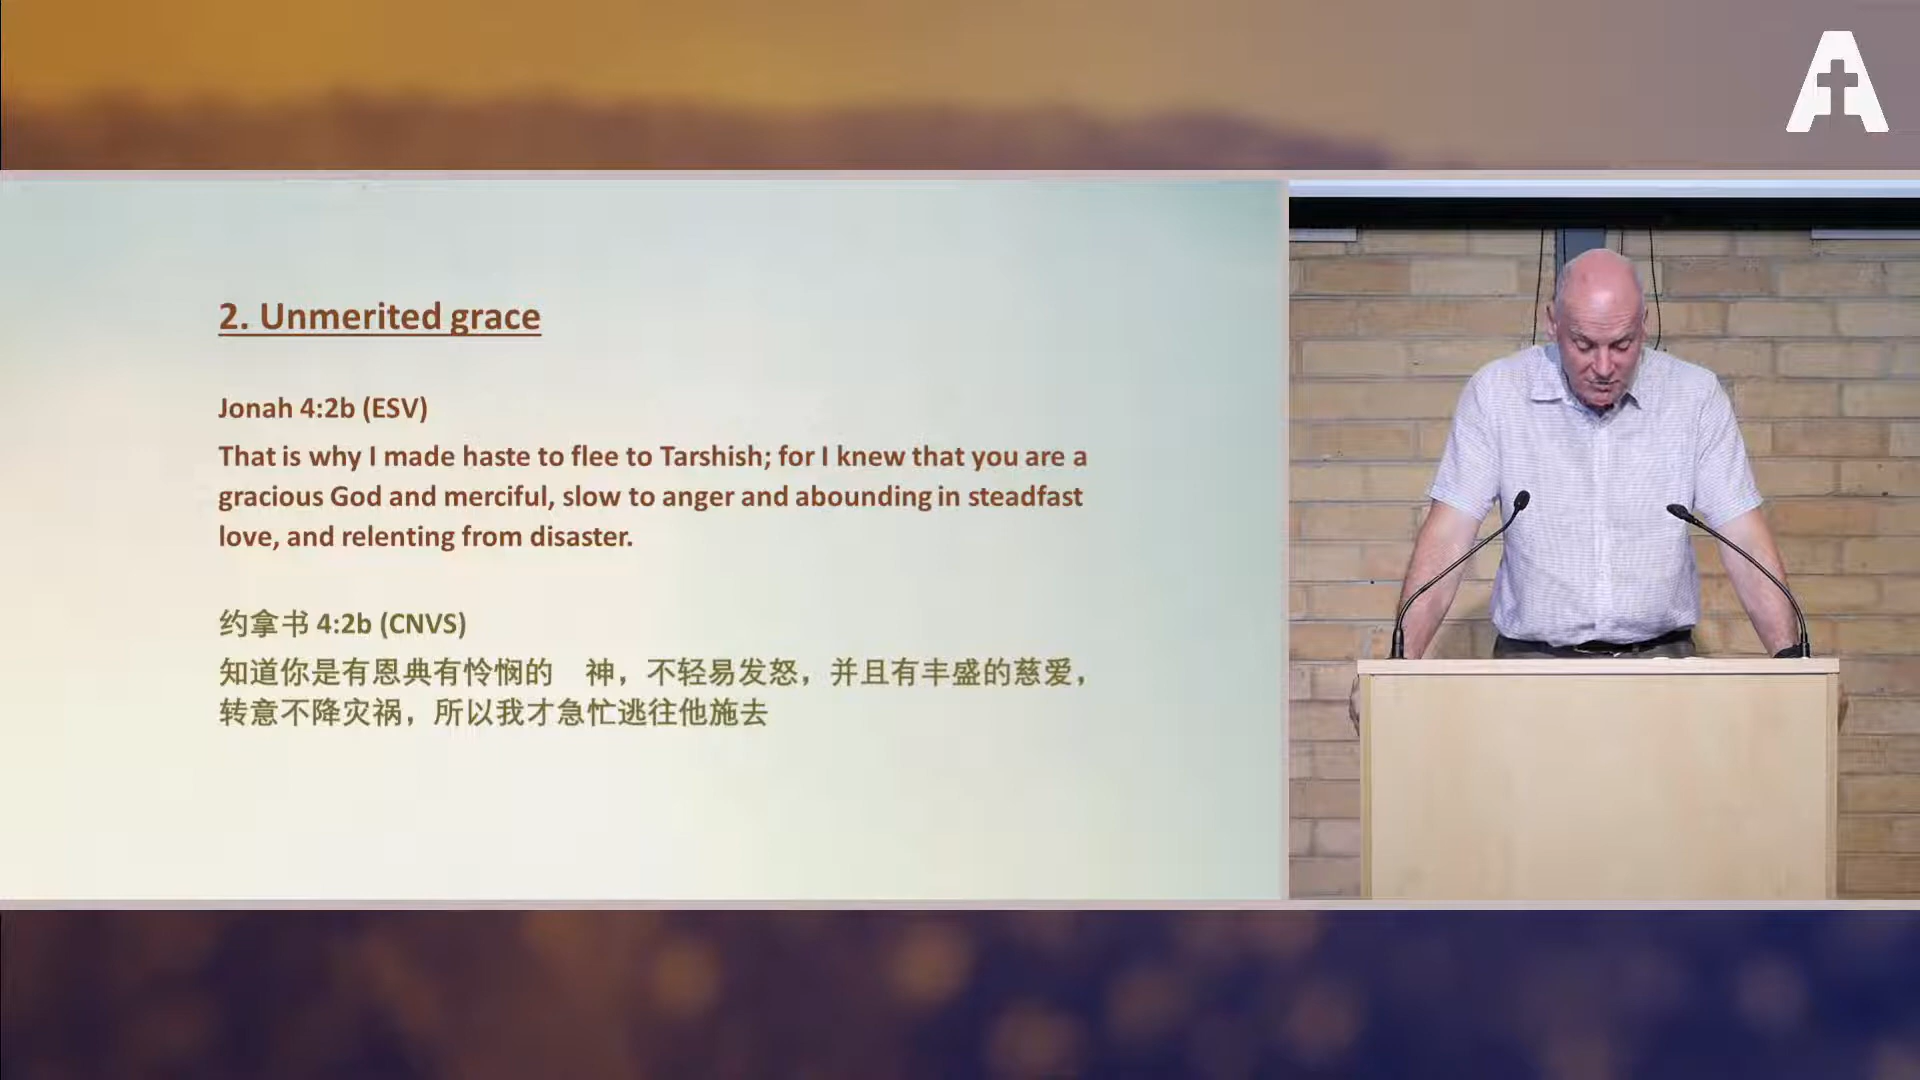 A
2. Unmerited grace
Jonah 4:2b (ESV)
That is why I made haste to flee to Tarshish; for I knew that you are a
gracious God and merciful, slow to anger and abounding in steadfast
love, and relenting from disaster.
约拿书 4:2b (CNVS)
知道你是有恩典有怜悯的　神，不轻易发怒，并且有丰盛的慈爱，
转意不降灾祸，所以我才急忙逃往他施去